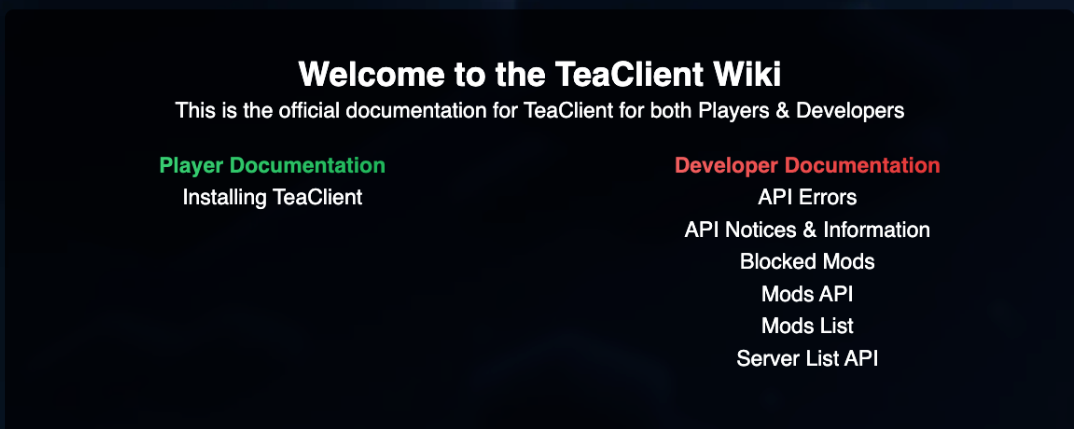 Welcome to the TeaClient Wiki
This is the official documentation for TeaClient for both Players & Developers
Player Documentation
Installing TeaClient
Developer Documentation
API Errors
API Notices & Information
Blocked Mods
Mods API
Mods List
Server List API